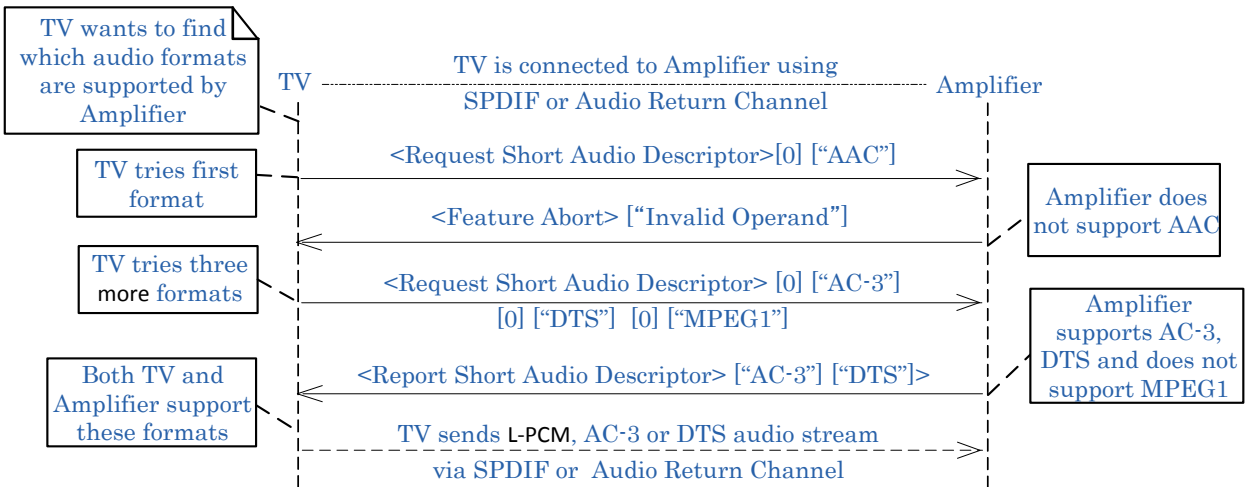 TV wants to find
which audio formats
are supported by
Amplifier
TV
TV is connected to Amplifier using
SPDIF or Audio Return Channel
Amplifier
TV tries first
format
<Request Short Audio Descriptor>[0] [“AAC”]
<Feature Abort> [“Invalid Operand”]
Amplifier does
not support AAC
TV tries three
more formats
<Request Short Audio Descriptor> [0] [“AC-3”]
[0] [“DTS”] [0] [“MPEG1”]
Amplifier
supports AC-3,
DTS and does not
support MPEG1
Both TV and
Amplifier support
these formats
<Report Short Audio Descriptor> [“AC-3”] [“DTS”]>
TV sends L-PCM, AC-3 or DTS audio stream
via SPDIF or Audio Return Channel